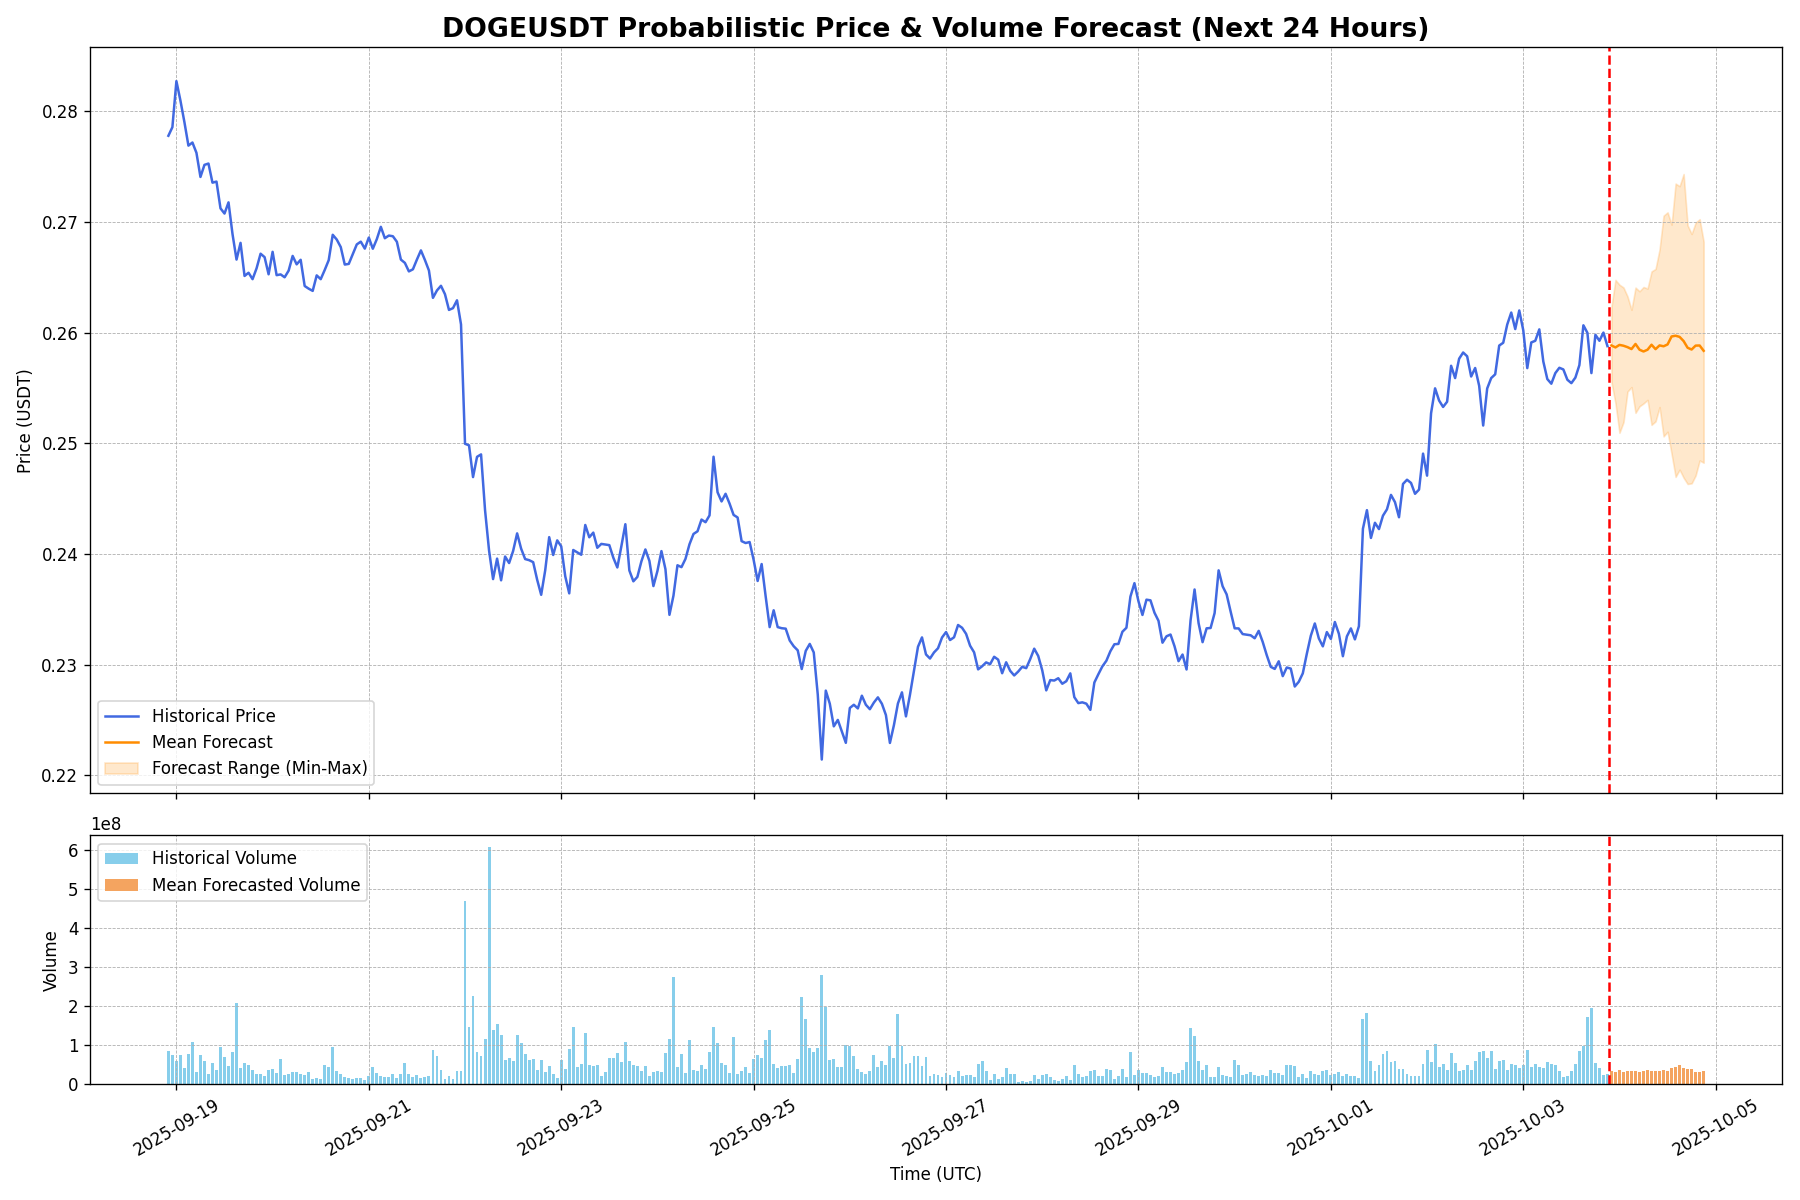 DOGEUSDT Probabilistic Price & Volume Forecast (Next 24 Hours)
0.28
0.27
0.26
0.25
0.24
0.23
0.22
Price (USDT)
Historical Price
Mean Forecast
Forecast Range (Min-Max)
1e8
6
5
4
3
2
1
0
Volume
Historical Volume
Mean Forecasted Volume
2025-09-19
2025-09-21
2025-09-23
2025-09-25
2025-09-27
2025-09-29
2025-10-01
2025-10-03
2025-10-05
Time (UTC)